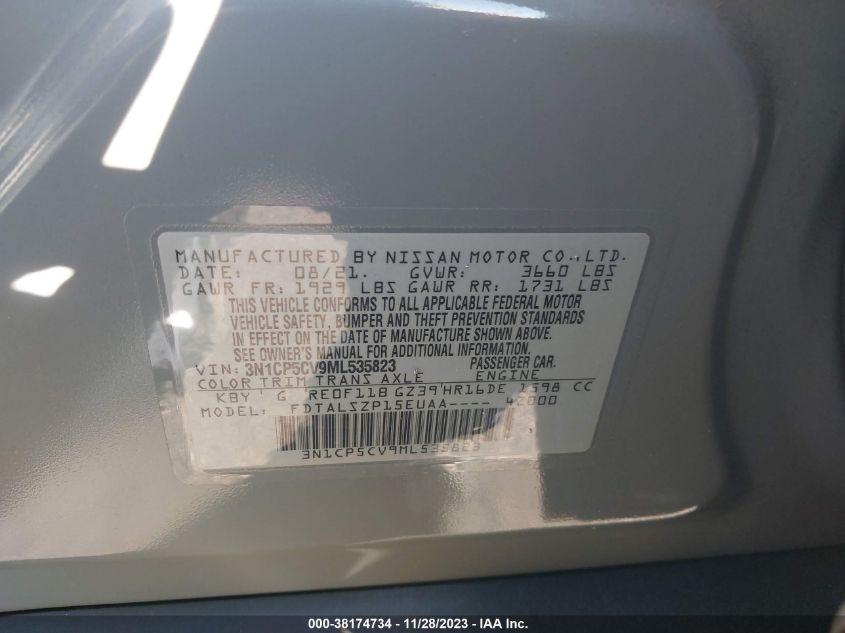 MANUFACTURED BY NISSAN MOTOR CO.,LTD.
DATE: 08/21. GVWR: 3660 LBS
GAWR FR: 1929 LBS GAWR RR: 1731 LBS
THIS VEHICLE CONFORMS TO ALL APPLICABLE FEDERAL MOTOR
VEHICLE SAFETY, BUMPER AND THEFT PREVENTION STANDARDS
IN EFFECT ON THE DATE OF MANUFACTURE SHOWN ABOVE.
SEE OWNER'S MANUAL FOR ADDITIONAL INFORMATION.
VIN: 3N1CP5CV9ML535823 PASSENGER CAR.
COLOR TRIM TRANS AXLE ENGINE
KBY G RE0F11B GZ39 HR16DE 1598 CC
MODEL: FDTALSZP15EUAA---- 42000
3N1CP5CV9ML535823
000-38174734 — 11/28/2023 — IAA Inc.